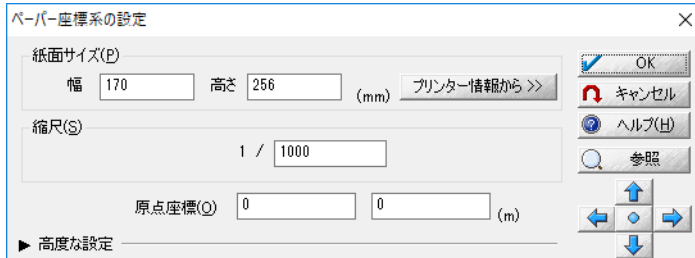 ペーパー座標系の設定
紙面サイズ(P)
幅 170 高さ 256 (mm) プリンター情報から >>
縮尺(S)
1 / 1000
原点座標(O) 0 0 (m)
▶ 高度な設定
OK
キャンセル
ヘルプ(H)
参照